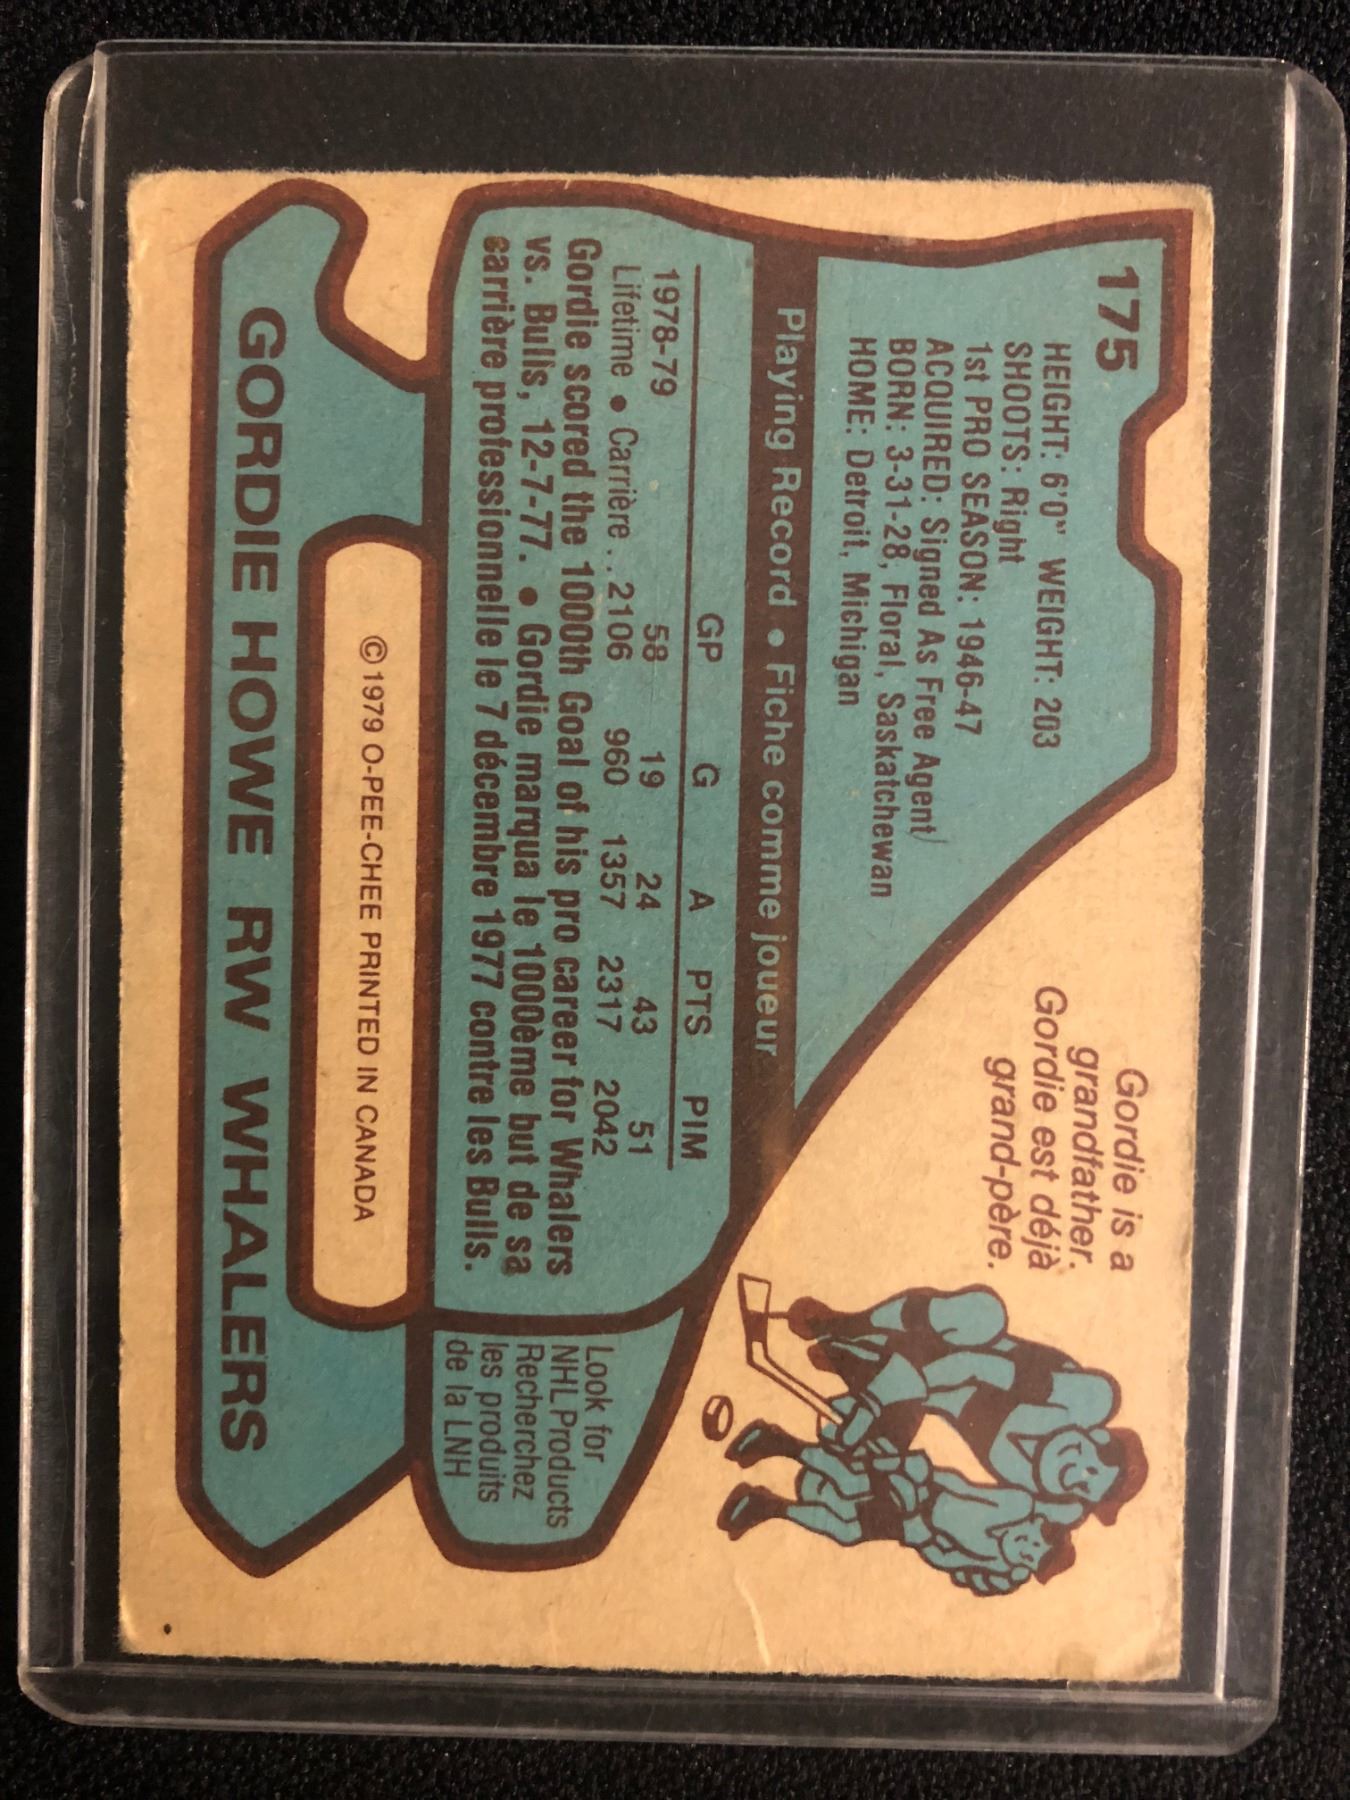 175
HEIGHT: 6'0" WEIGHT: 203
SHOOTS: Right
1st PRO SEASON: 1946-47
ACQUIRED: Signed As Free Agent/
BORN: 3-31-28, Floral, Saskatchewan
HOME: Detroit, Michigan
Gordie is a
grandfather.
Gordie est déjà
grand-père.
Playing Record • Fiche comme joueur
GP G A PTS PIM
1978-79 58 19 24 43 51
Lifetime • Carrière .. 2106 960 1357 2317 2042
Gordie scored the 1000th Goal of his pro career for Whalers
vs. Bulls, 12-7-77. • Gordie marqua le 1000ème but de sa
carrière professionnelle le 7 décembre 1977 contre les Bulls.
Look for
NHL Products
Recherchez
les produits
de la LNH
© 1979 O-PEE-CHEE PRINTED IN CANADA
GORDIE HOWE RW WHALERS